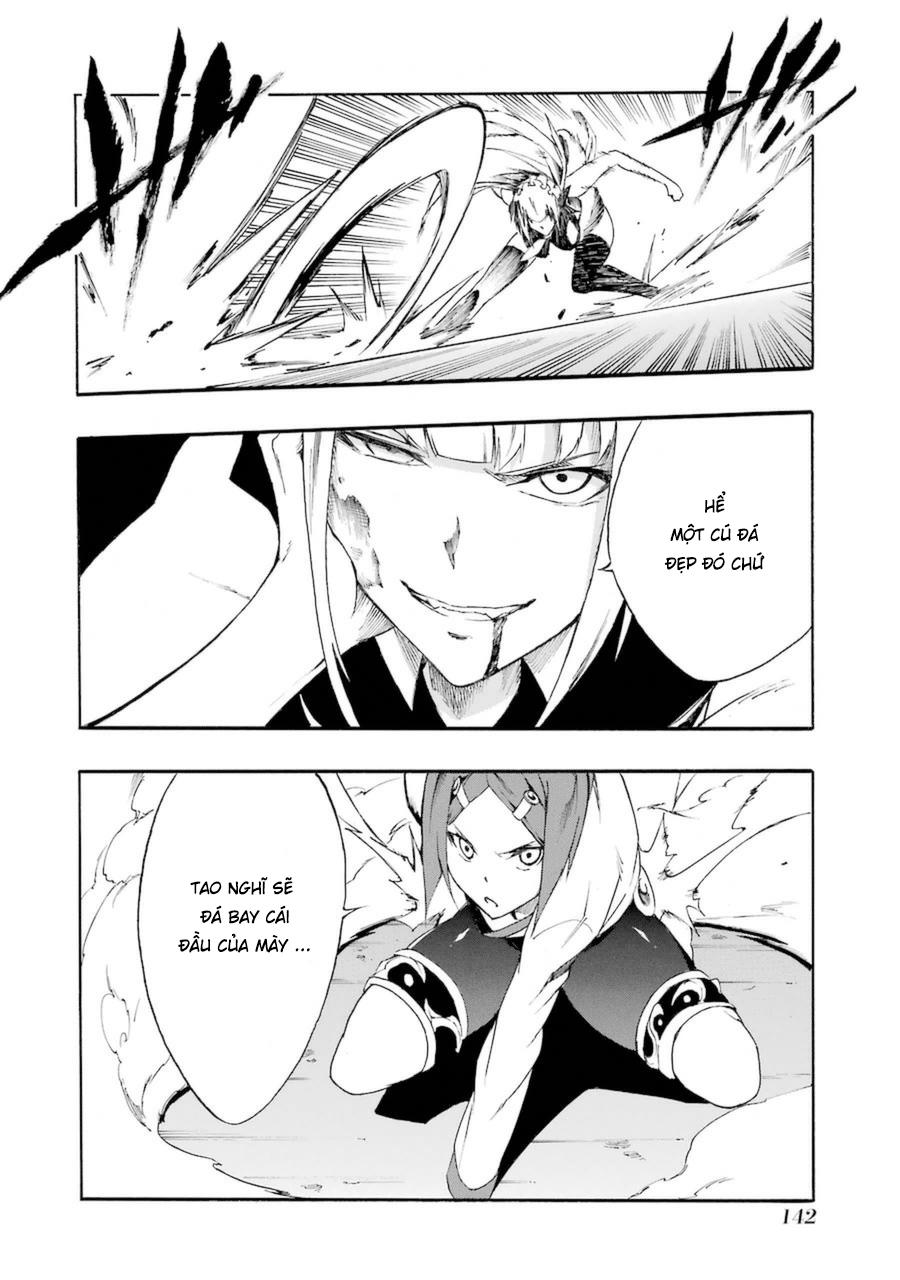 HỂ
MỘT CÚ ĐÁ
ĐẸP ĐÓ CHỨ
TAO NGHĨ SẼ
ĐÁ BAY CÁI
ĐẦU CỦA MÀY ...
142